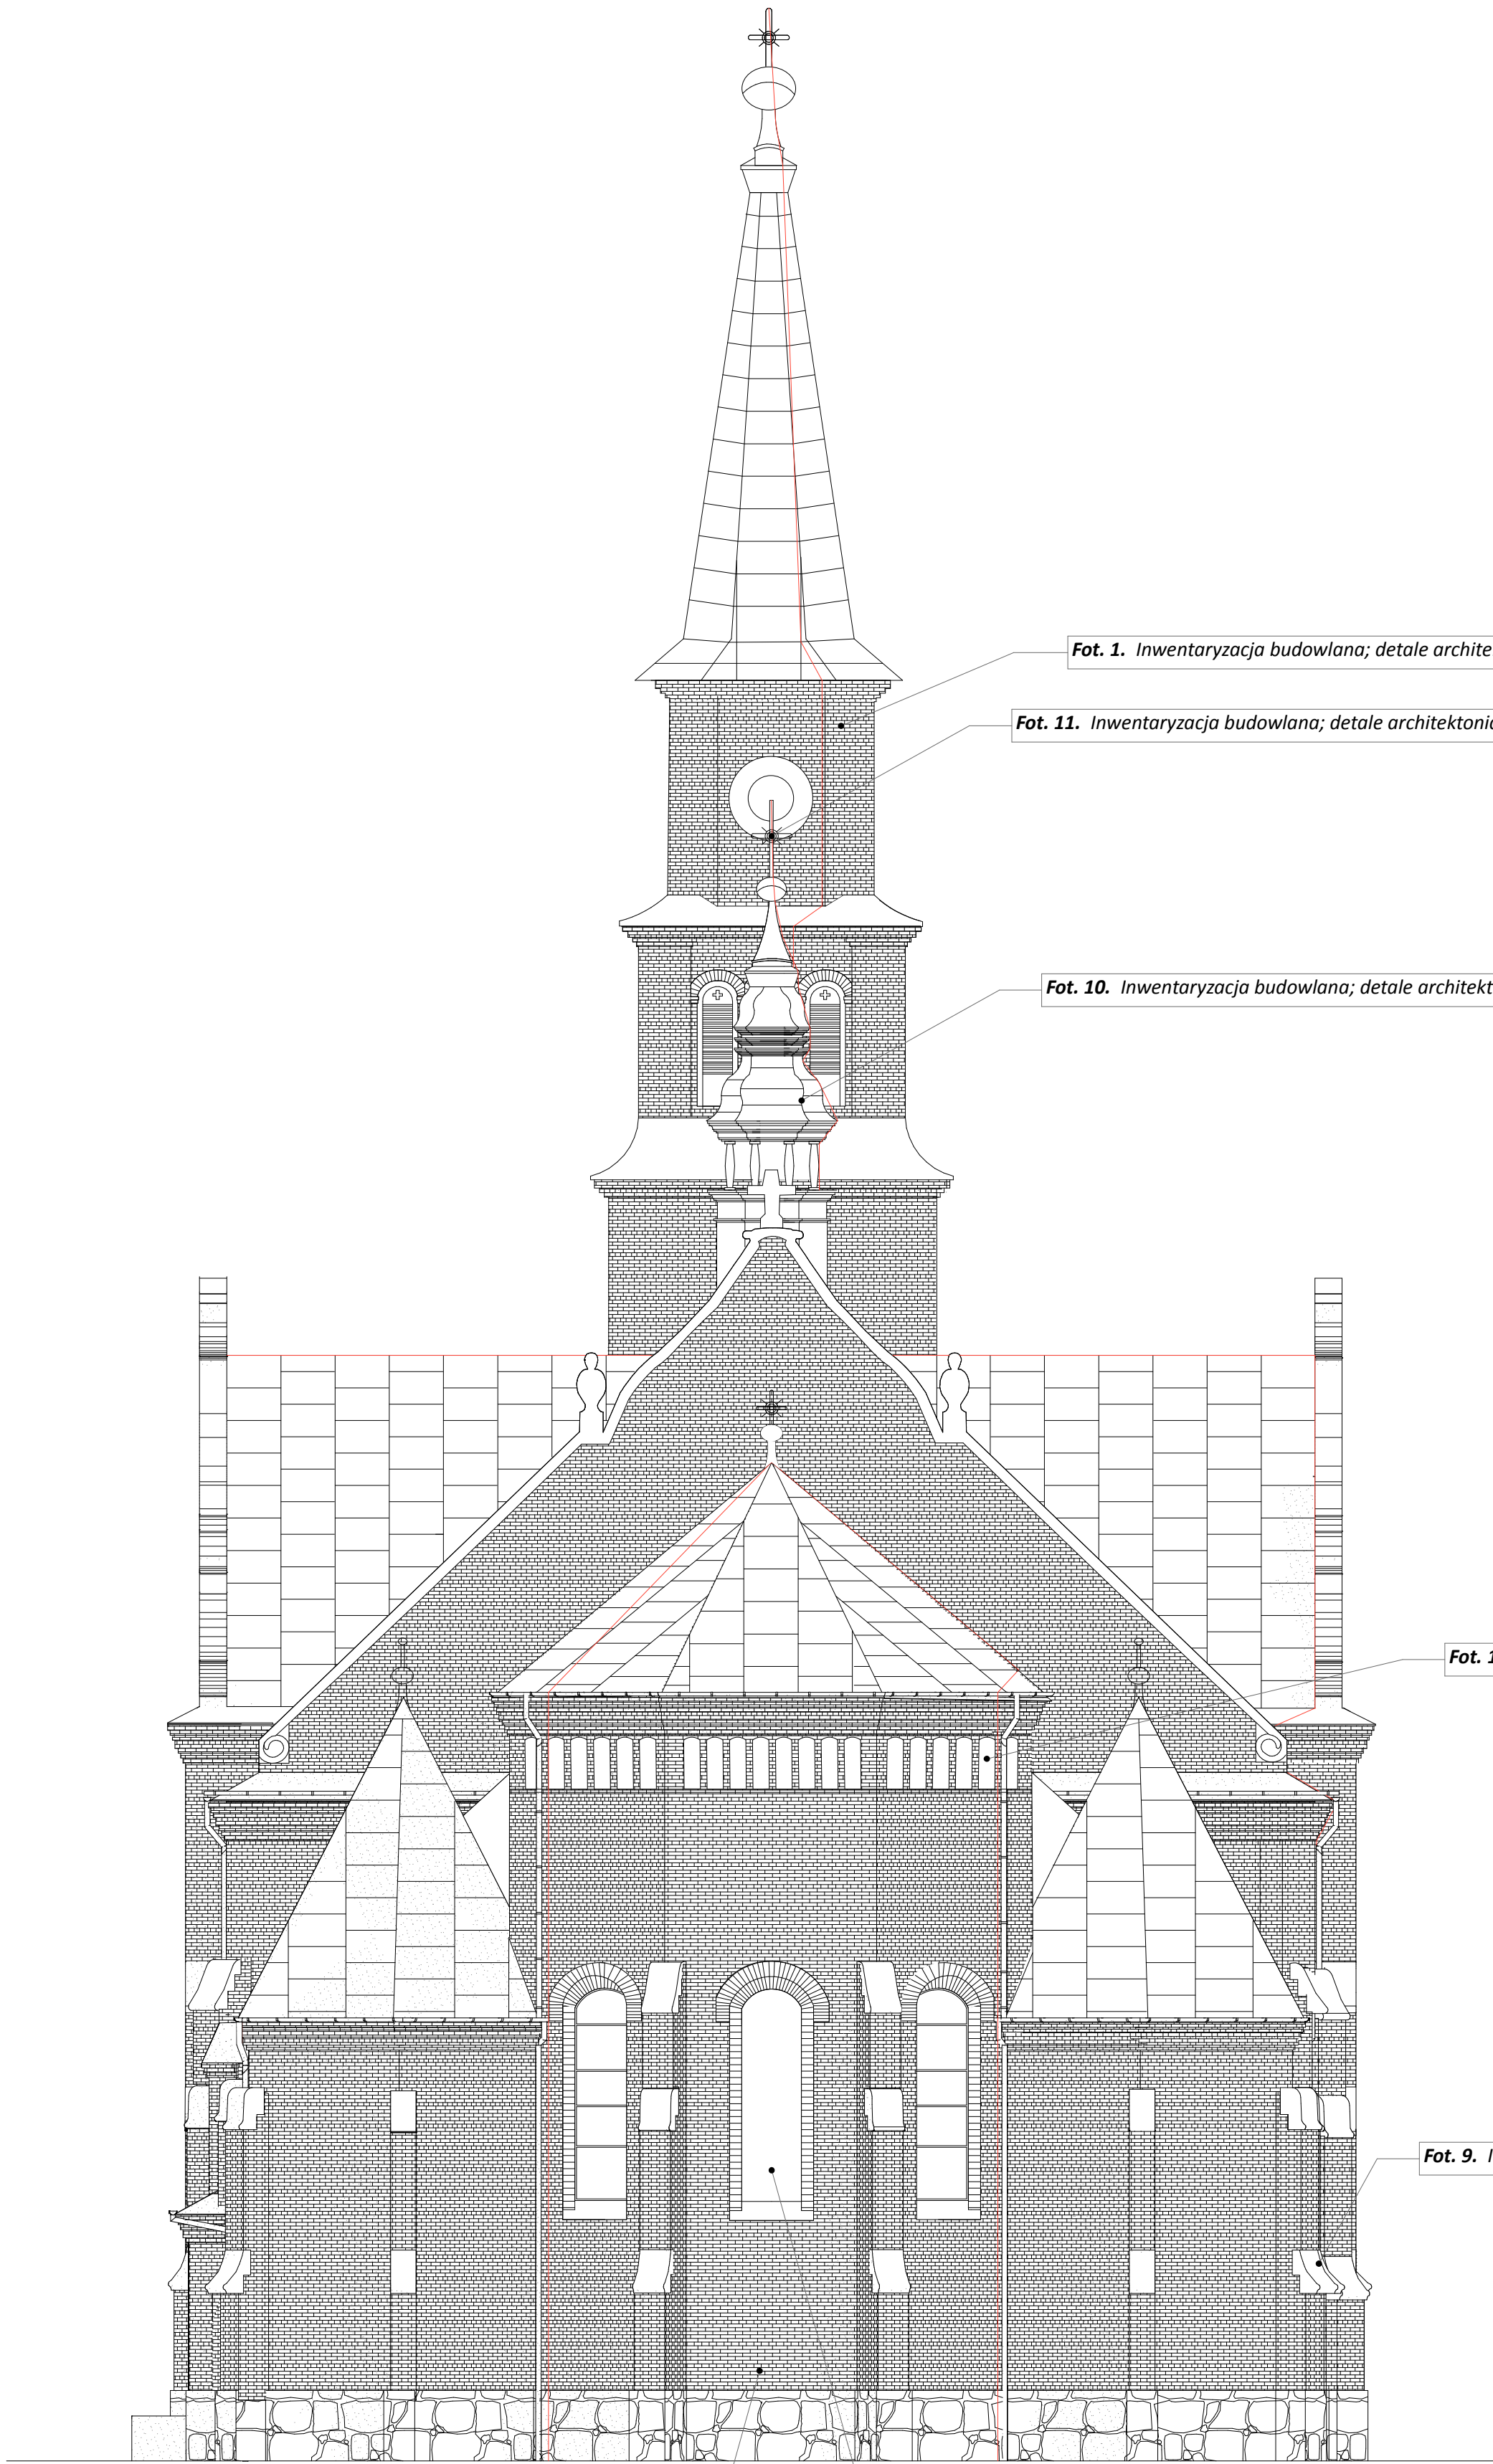 Fot. 1. Inwentaryzacja budowlana; detale archite
Fot. 11. Inwentaryzacja budowlana; detale architektonic
Fot. 10. Inwentaryzacja budowlana; detale architekt
Fot. 1
Fot. 9. I